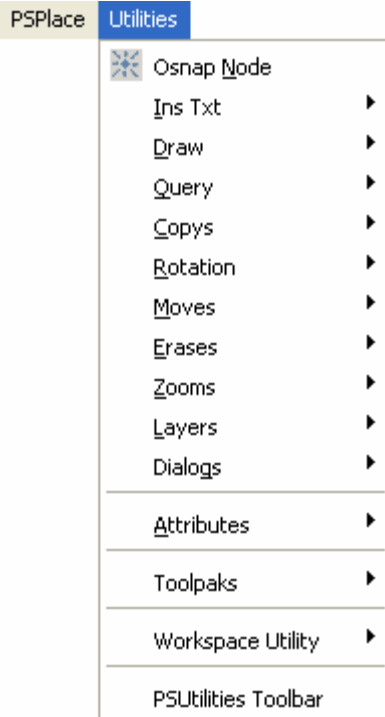 PSPlace Utilities
Osnap Node
Ins Txt
Draw
Query
Copys
Rotation
Moves
Erases
Zooms
Layers
Dialogs
Attributes
Toolpaks
Workspace Utility
PSUtilities Toolbar